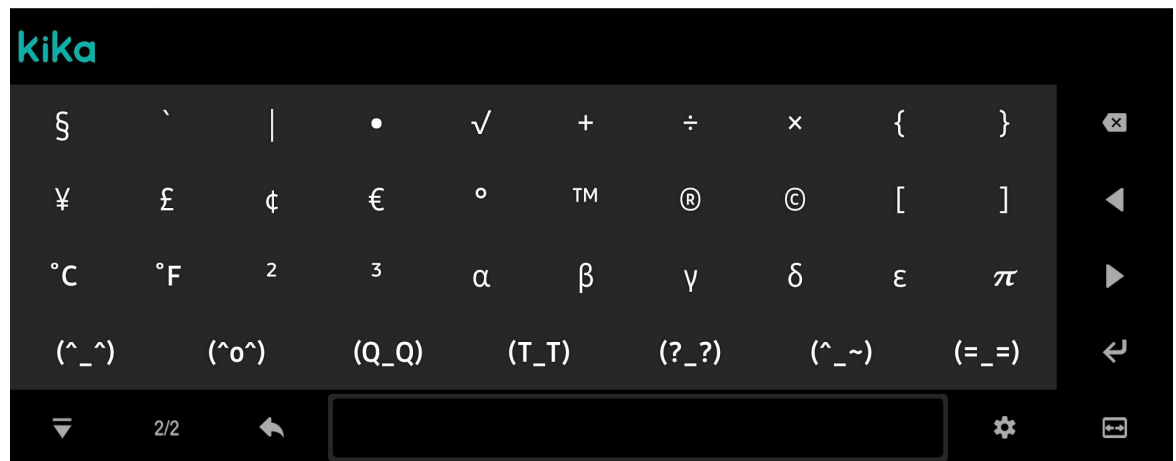 kika
§ ` | • √ + ÷ × { }
¥ £ ¢ € ° ™ ® © [ ]
°C °F ² ³ α β γ δ ε π
(^_^) (^o^) (Q_Q) (T_T) (?_?) (^_~) (=_=)
2/2